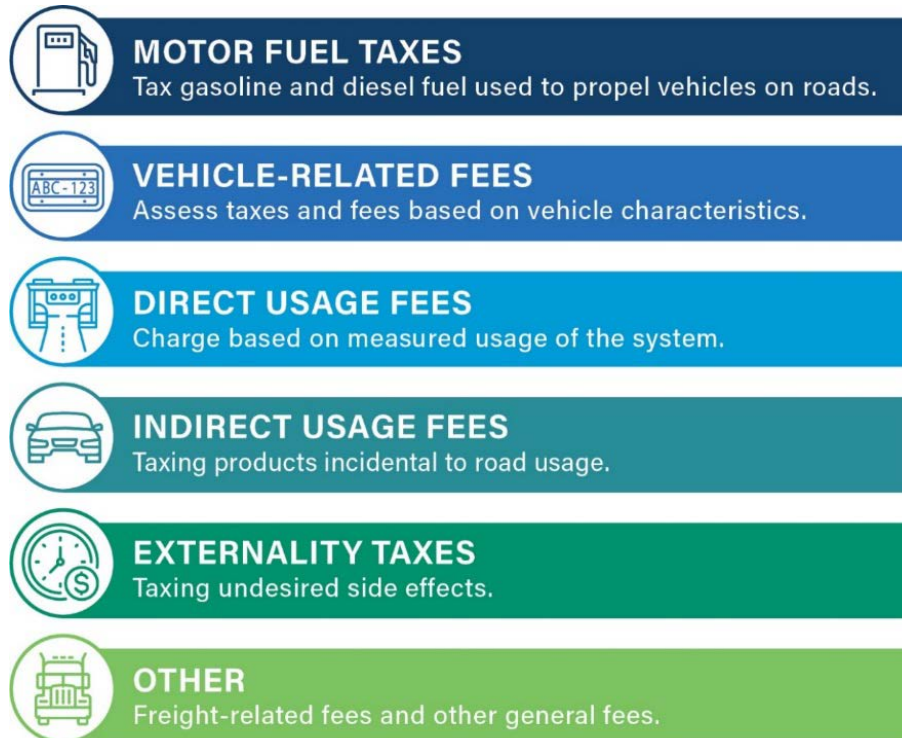 MOTOR FUEL TAXES
Tax gasoline and diesel fuel used to propel vehicles on roads.
ABC-123
VEHICLE-RELATED FEES
Assess taxes and fees based on vehicle characteristics.
DIRECT USAGE FEES
Charge based on measured usage of the system.
INDIRECT USAGE FEES
Taxing products incidental to road usage.
$
EXTERNALITY TAXES
Taxing undesired side effects.
OTHER
Freight-related fees and other general fees.